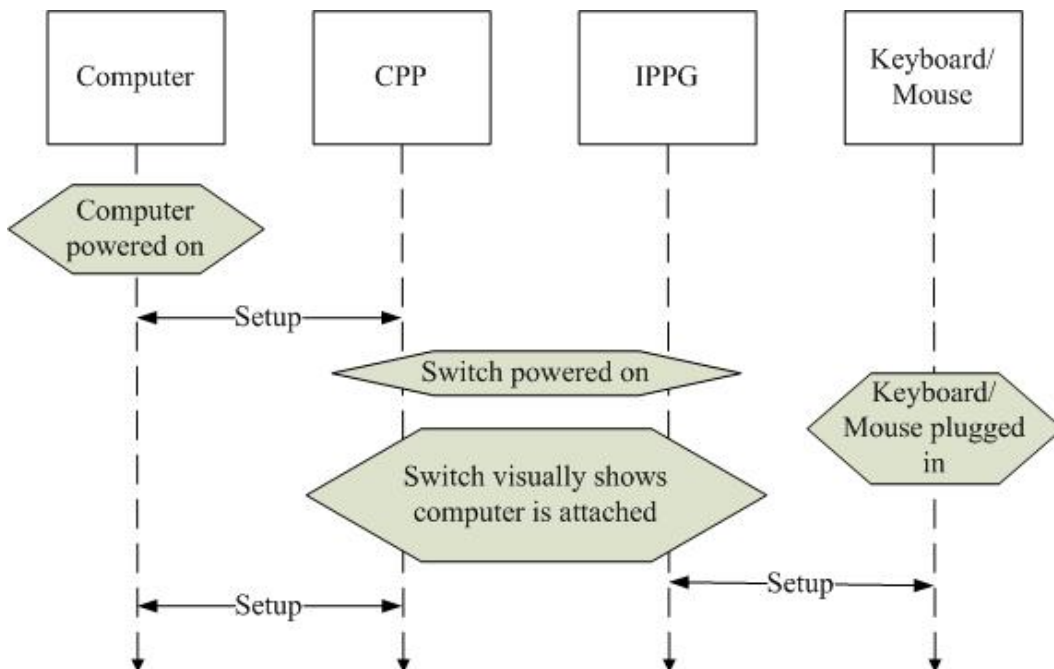 Computer
CPP
IPPG
Keyboard/
Mouse
Computer
powered on
Setup
Switch powered on
Keyboard/
Mouse plugged
in
Switch visually shows
computer is attached
Setup
Setup